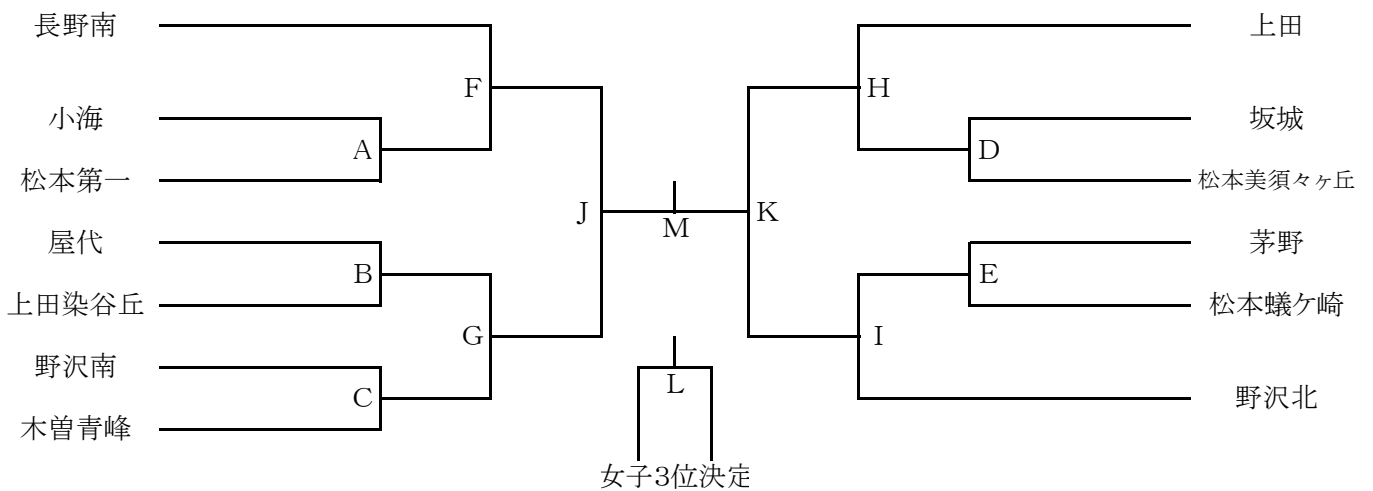 長野南
上田
F
H
小海
坂城
A
D
松本第一
松本美須々ヶ丘
J
K
M
屋代
茅野
B
E
上田染谷丘
松本蟻ケ崎
G
I
野沢南
L
C
野沢北
木曽青峰
女子3位決定